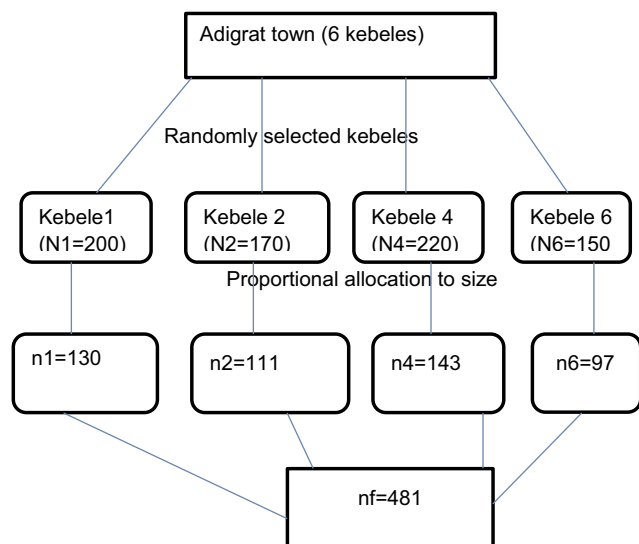 Adigrat town (6 kebeles)
Randomly selected kebeles
Kebele1
(N1=200)
Kebele 2
(N2=170)
Kebele 4
(N4=220)
Kebele 6
(N6=150
Proportional allocation to size
n1=130
n2=111
n4=143
n6=97
nf=481